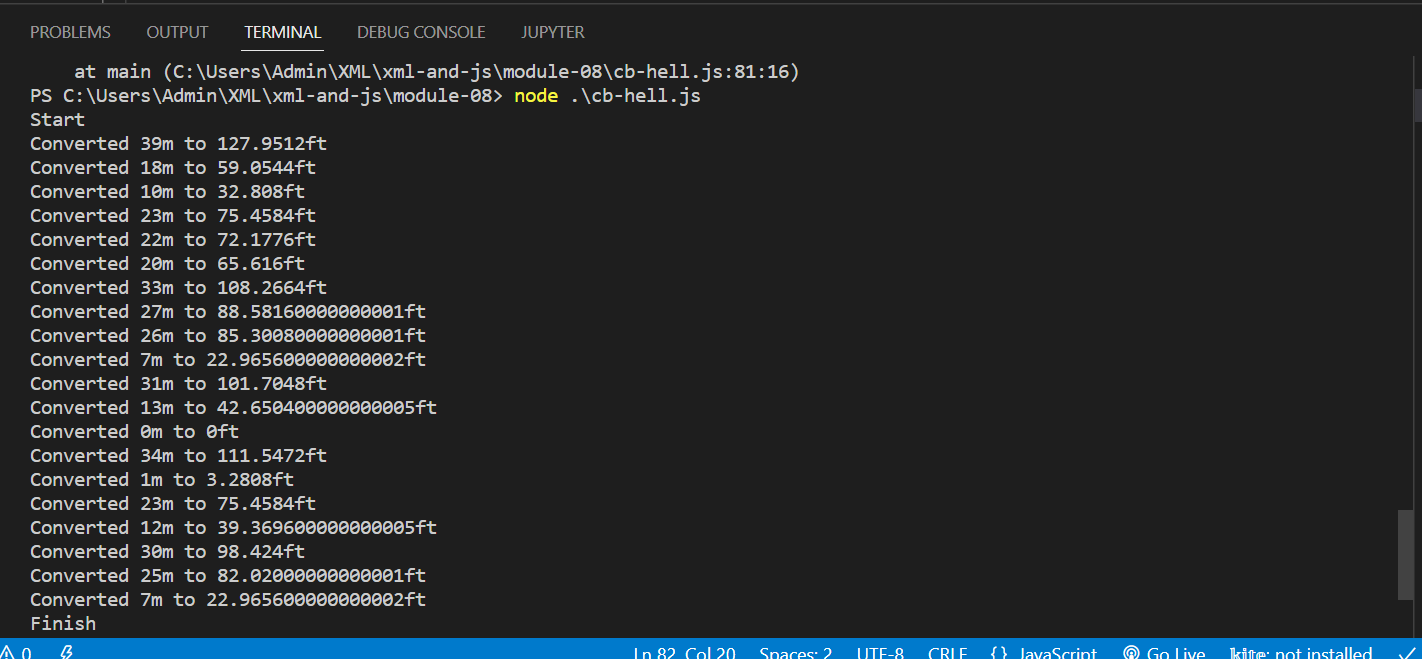 PROBLEMS OUTPUT TERMINAL DEBUG CONSOLE JUPYTER
at main (C:\Users\Admin\XML\xml-and-js\module-08\cb-hell.js:81:16)
PS C:\Users\Admin\XML\xml-and-js\module-08> node .\cb-hell.js
Start
Converted 39m to 127.9512ft
Converted 18m to 59.0544ft
Converted 10m to 32.808ft
Converted 23m to 75.4584ft
Converted 22m to 72.1776ft
Converted 20m to 65.616ft
Converted 33m to 108.2664ft
Converted 27m to 88.58160000000001ft
Converted 26m to 85.30080000000001ft
Converted 7m to 22.965600000000002ft
Converted 31m to 101.7048ft
Converted 13m to 42.650400000000005ft
Converted 0m to 0ft
Converted 34m to 111.5472ft
Converted 1m to 3.2808ft
Converted 23m to 75.4584ft
Converted 12m to 39.369600000000005ft
Converted 30m to 98.424ft
Converted 25m to 82.02000000000001ft
Converted 7m to 22.965600000000002ft
Finish
0 Ln 82, Col 20 Spaces: 2 UTF-8 CRLF {} JavaScript Go Live kite: not installed